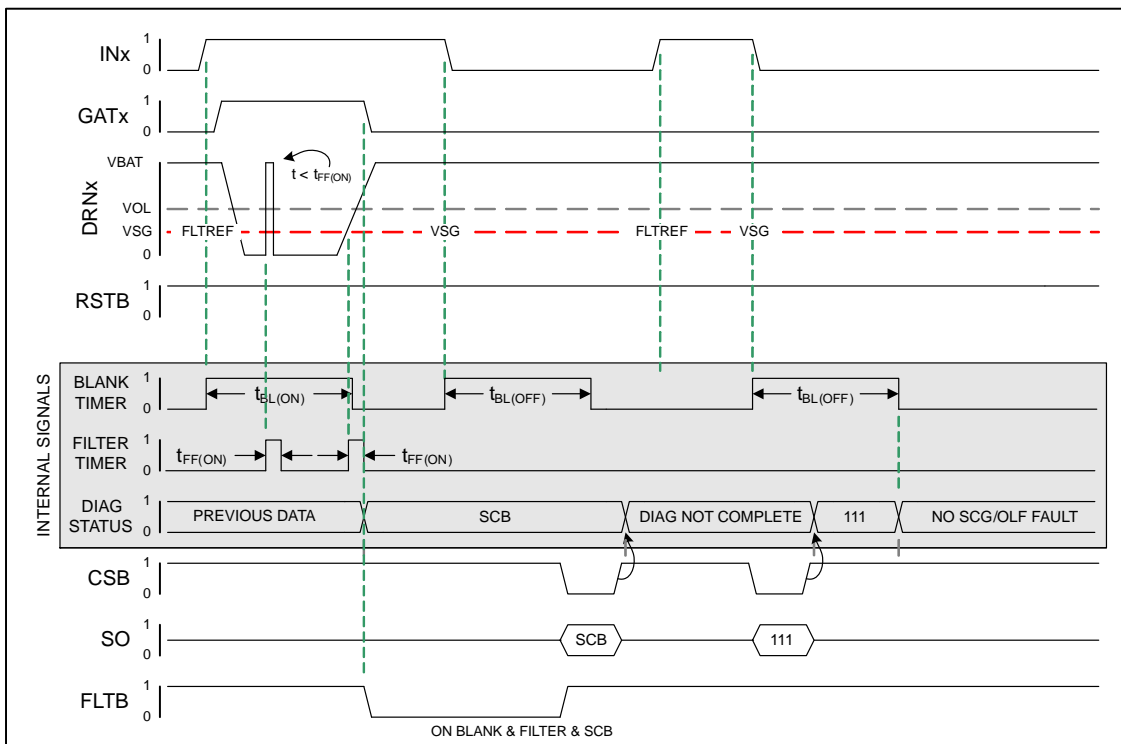 INx 1 0
GATx 1 0
DRNx VBAT VOL VSG
t < tFF(ON)
FLTREF VSG FLTREF VSG
RSTB 1 0
INTERNAL SIGNALS
BLANK TIMER 1 0
tBL(ON) tBL(OFF) tBL(OFF)
FILTER TIMER 1 0
tFF(ON) tFF(ON)
DIAG STATUS 1 0
PREVIOUS DATA SCB DIAG NOT COMPLETE 111 NO SCG/OLF FAULT
CSB 1 0
SO 1 0
SCB 111
FLTB 1 0
ON BLANK & FILTER & SCB